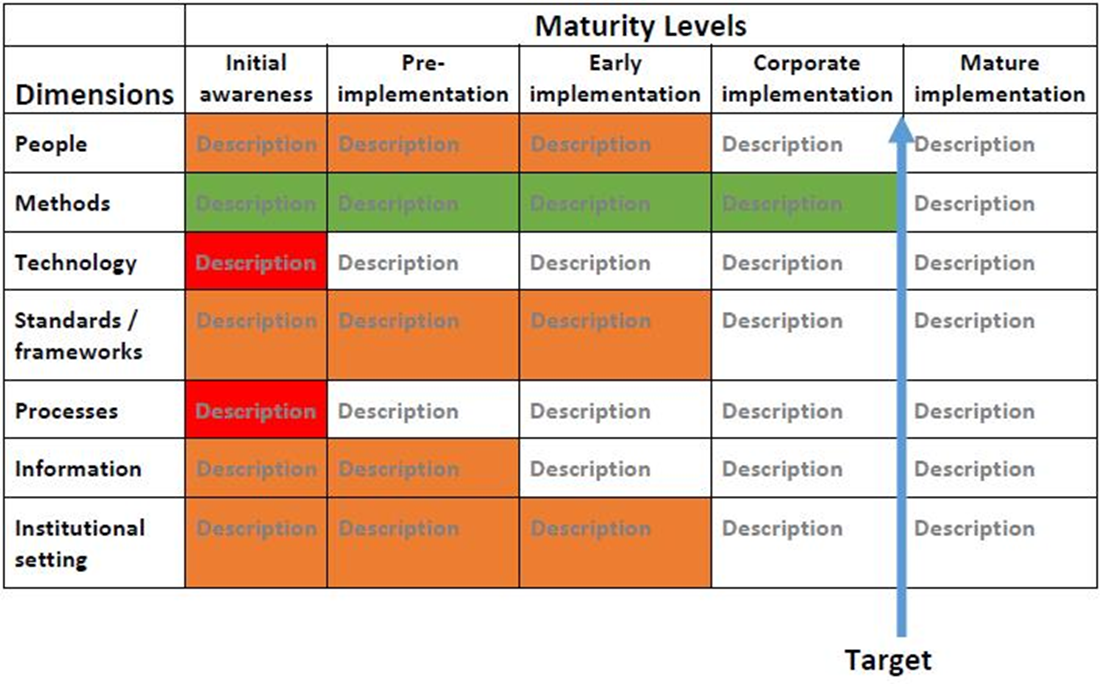 Maturity Levels
Dimensions Initial awareness Pre-implementation Early implementation Corporate implementation Mature implementation
People Description Description Description Description Description
Methods Description Description Description Description Description
Technology Description Description Description Description Description
Standards / frameworks Description Description Description Description Description
Processes Description Description Description Description Description
Information Description Description Description Description Description
Institutional setting Description Description Description Description Description
Target